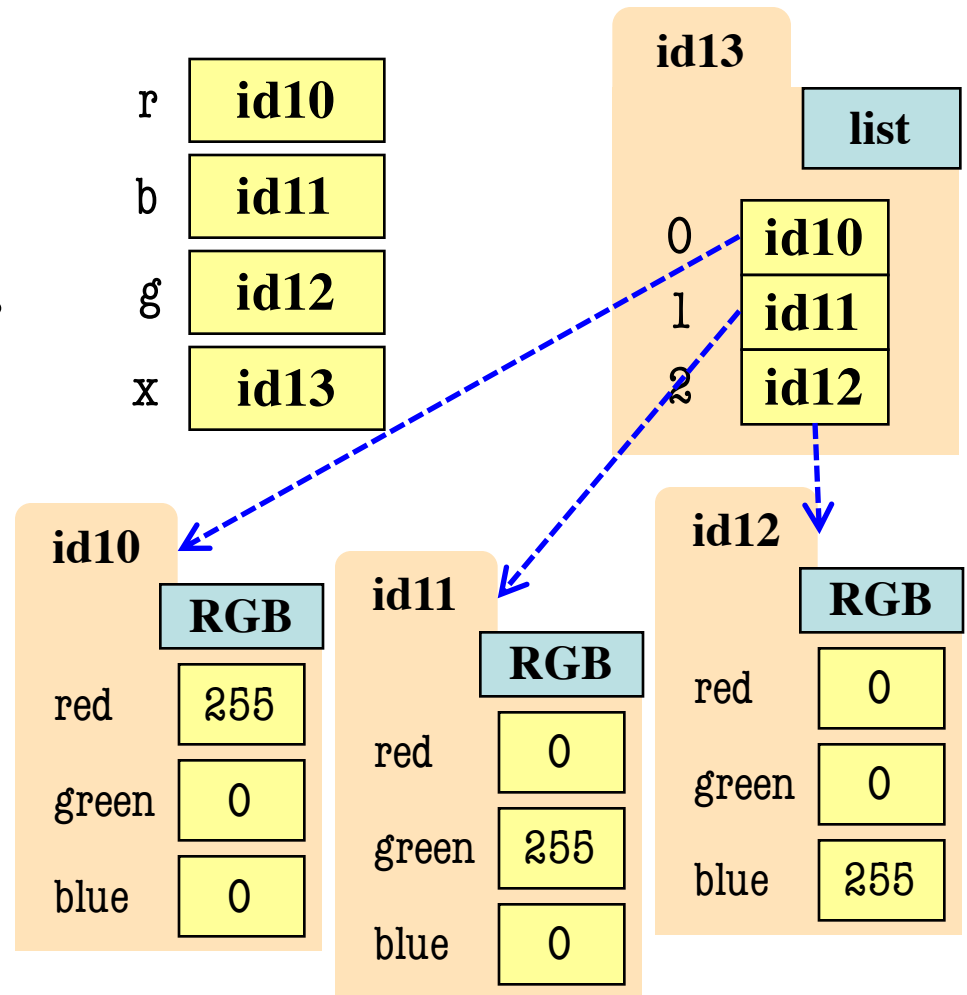 r id10
b id11
g id12
x id13
id13
list
0 id10
1 id11
2 id12
id10
RGB
red 255
green 0
blue 0
id11
RGB
red 0
green 255
blue 0
id12
RGB
red 0
green 0
blue 255